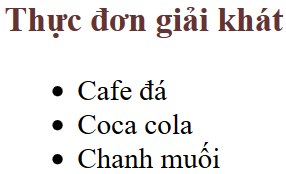 Thực đơn giải khát
Cafe đá
Coca cola
Chanh muối